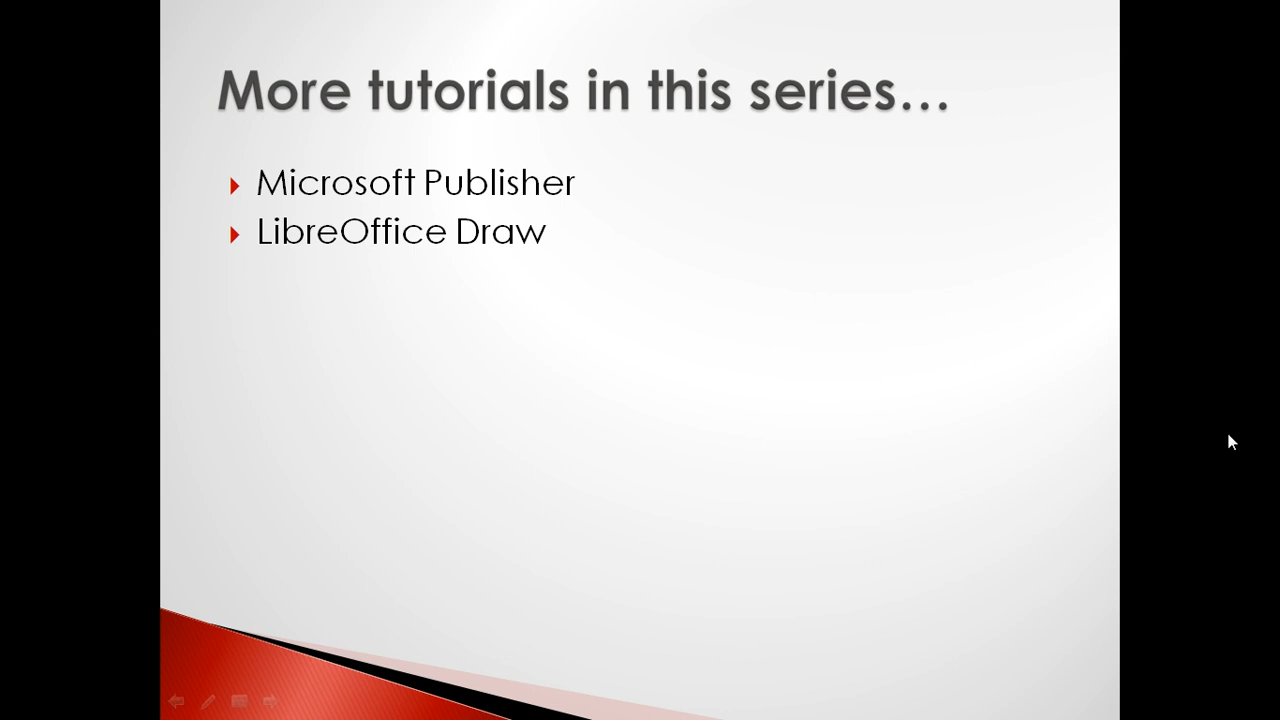 More tutorials in this series…
Microsoft Publisher
LibreOffice Draw